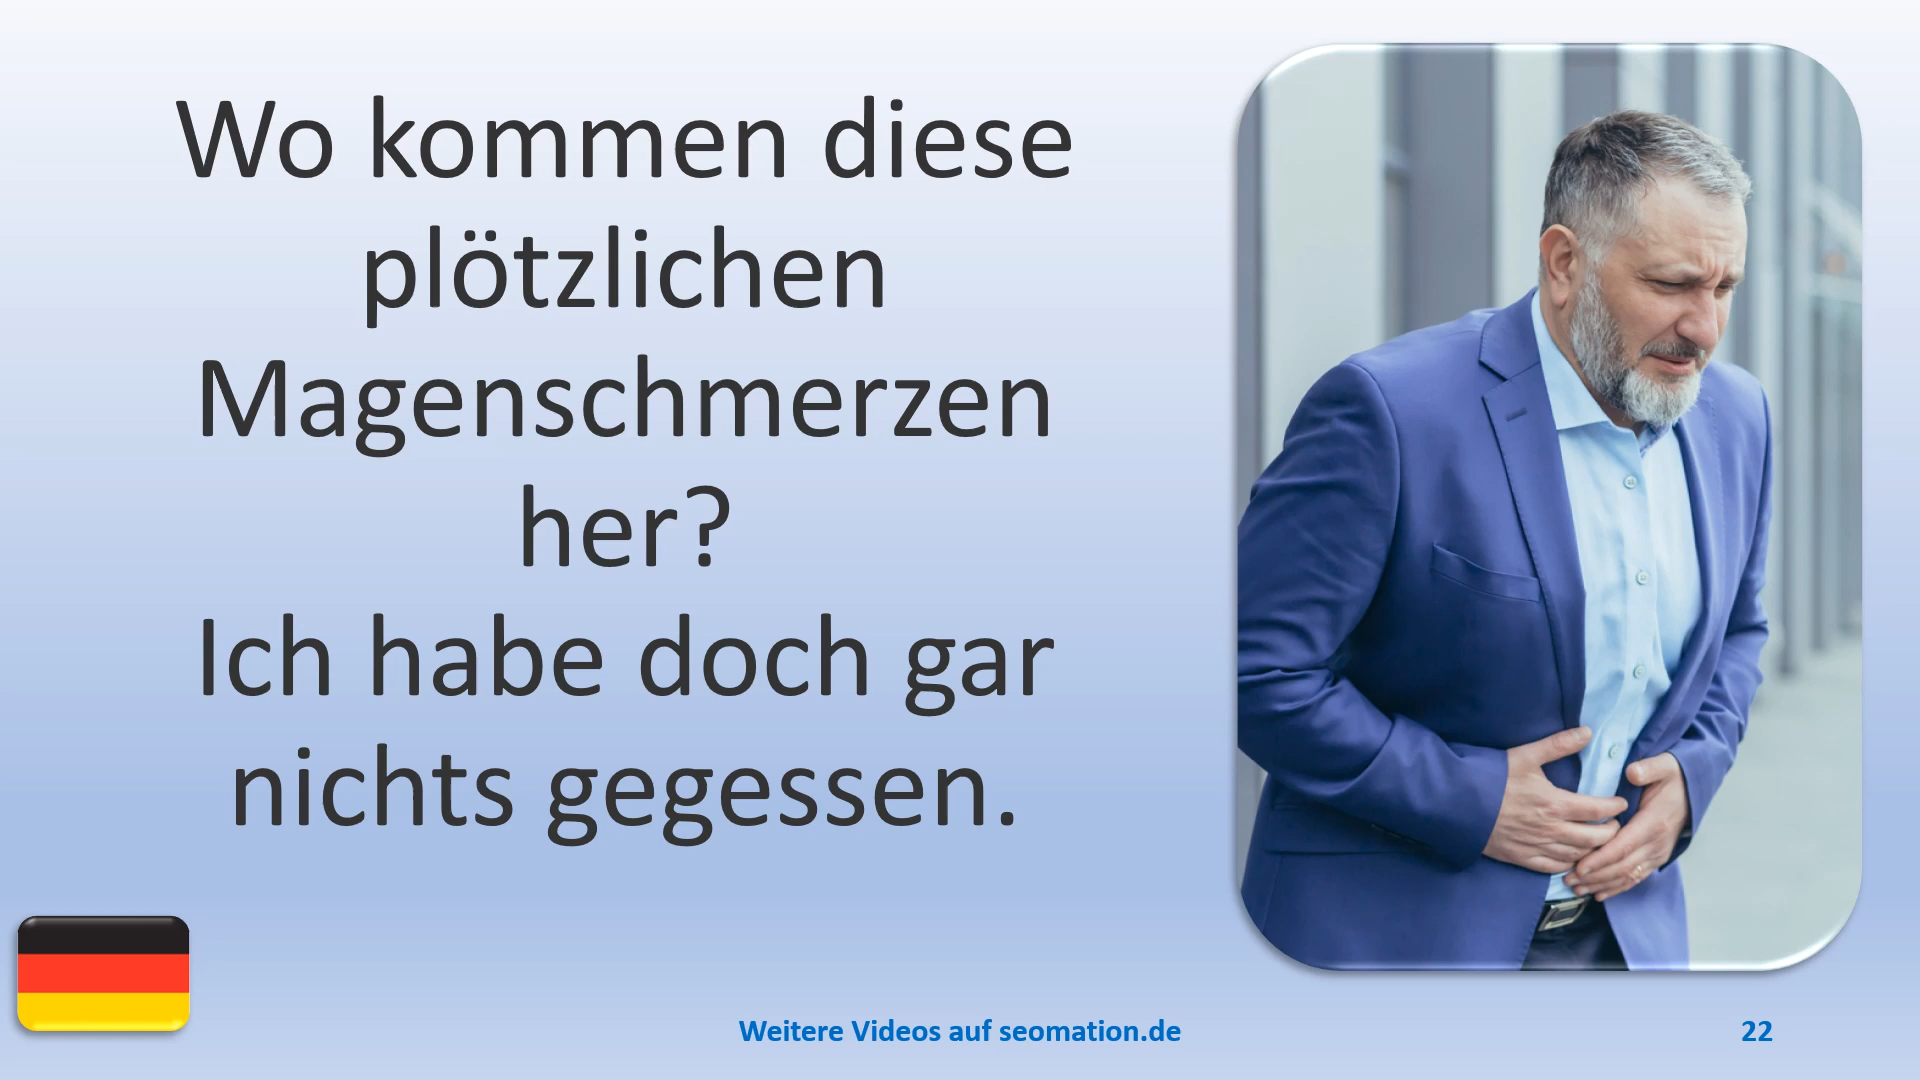 Wo kommen diese
plötzlichen
Magenschmerzen
her?
Ich habe doch gar
nichts gegessen.
Weitere Videos auf seomation.de
22